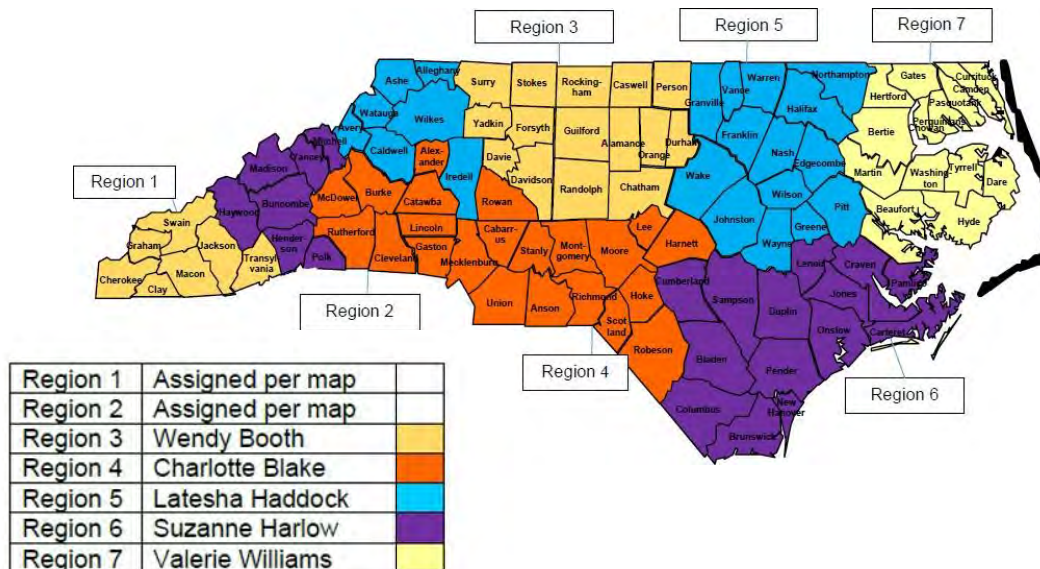 Region 3
Region 5
Region 7
Region 1
Region 2
Region 4
Region 6
Ashe
Alleghany
Surry
Stokes
Rocking-
ham
Caswell
Person
Granville
Vance
Warren
Northampton
Gates
Currituck
Camden
Pasquotank
Perquimans
Chowan
Hertford
Halifax
Watauga
Wilkes
Yadkin
Forsyth
Guilford
Alamance
Orange
Durham
Franklin
Nash
Edgecombe
Bertie
Avery
Mitchell
Caldwell
Alex-
ander
Iredell
Davie
Davidson
Randolph
Chatham
Wake
Wilson
Martin
Washing-
ton
Tyrrell
Dare
Madison
Yancey
McDowel
Burke
Catawba
Rowan
Johnston
Greene
Pitt
Beaufort
Hyde
Swain
Haywood
Buncombe
Rutherford
Lincoln
Gaston
Cabar-
rus
Stanly
Mont-
gomery
Moore
Lee
Harnett
Wayne
Lenoir
Craven
Pamlico
Graham
Jackson
Hender-
son
Transyl
vania
Polk
Cleveland
Mecklenburg
Cherokee
Macon
Clay
Union
Anson
Richmond
Hoke
Scot
land
Robeson
Cumberland
Sampson
Duplin
Jones
Onslow
Carteret
Bladen
Pender
Columbus
New
Hanover
Brunswick
Region 1 Assigned per map
Region 2 Assigned per map
Region 3 Wendy Booth
Region 4 Charlotte Blake
Region 5 Latesha Haddock
Region 6 Suzanne Harlow
Region 7 Valerie Williams